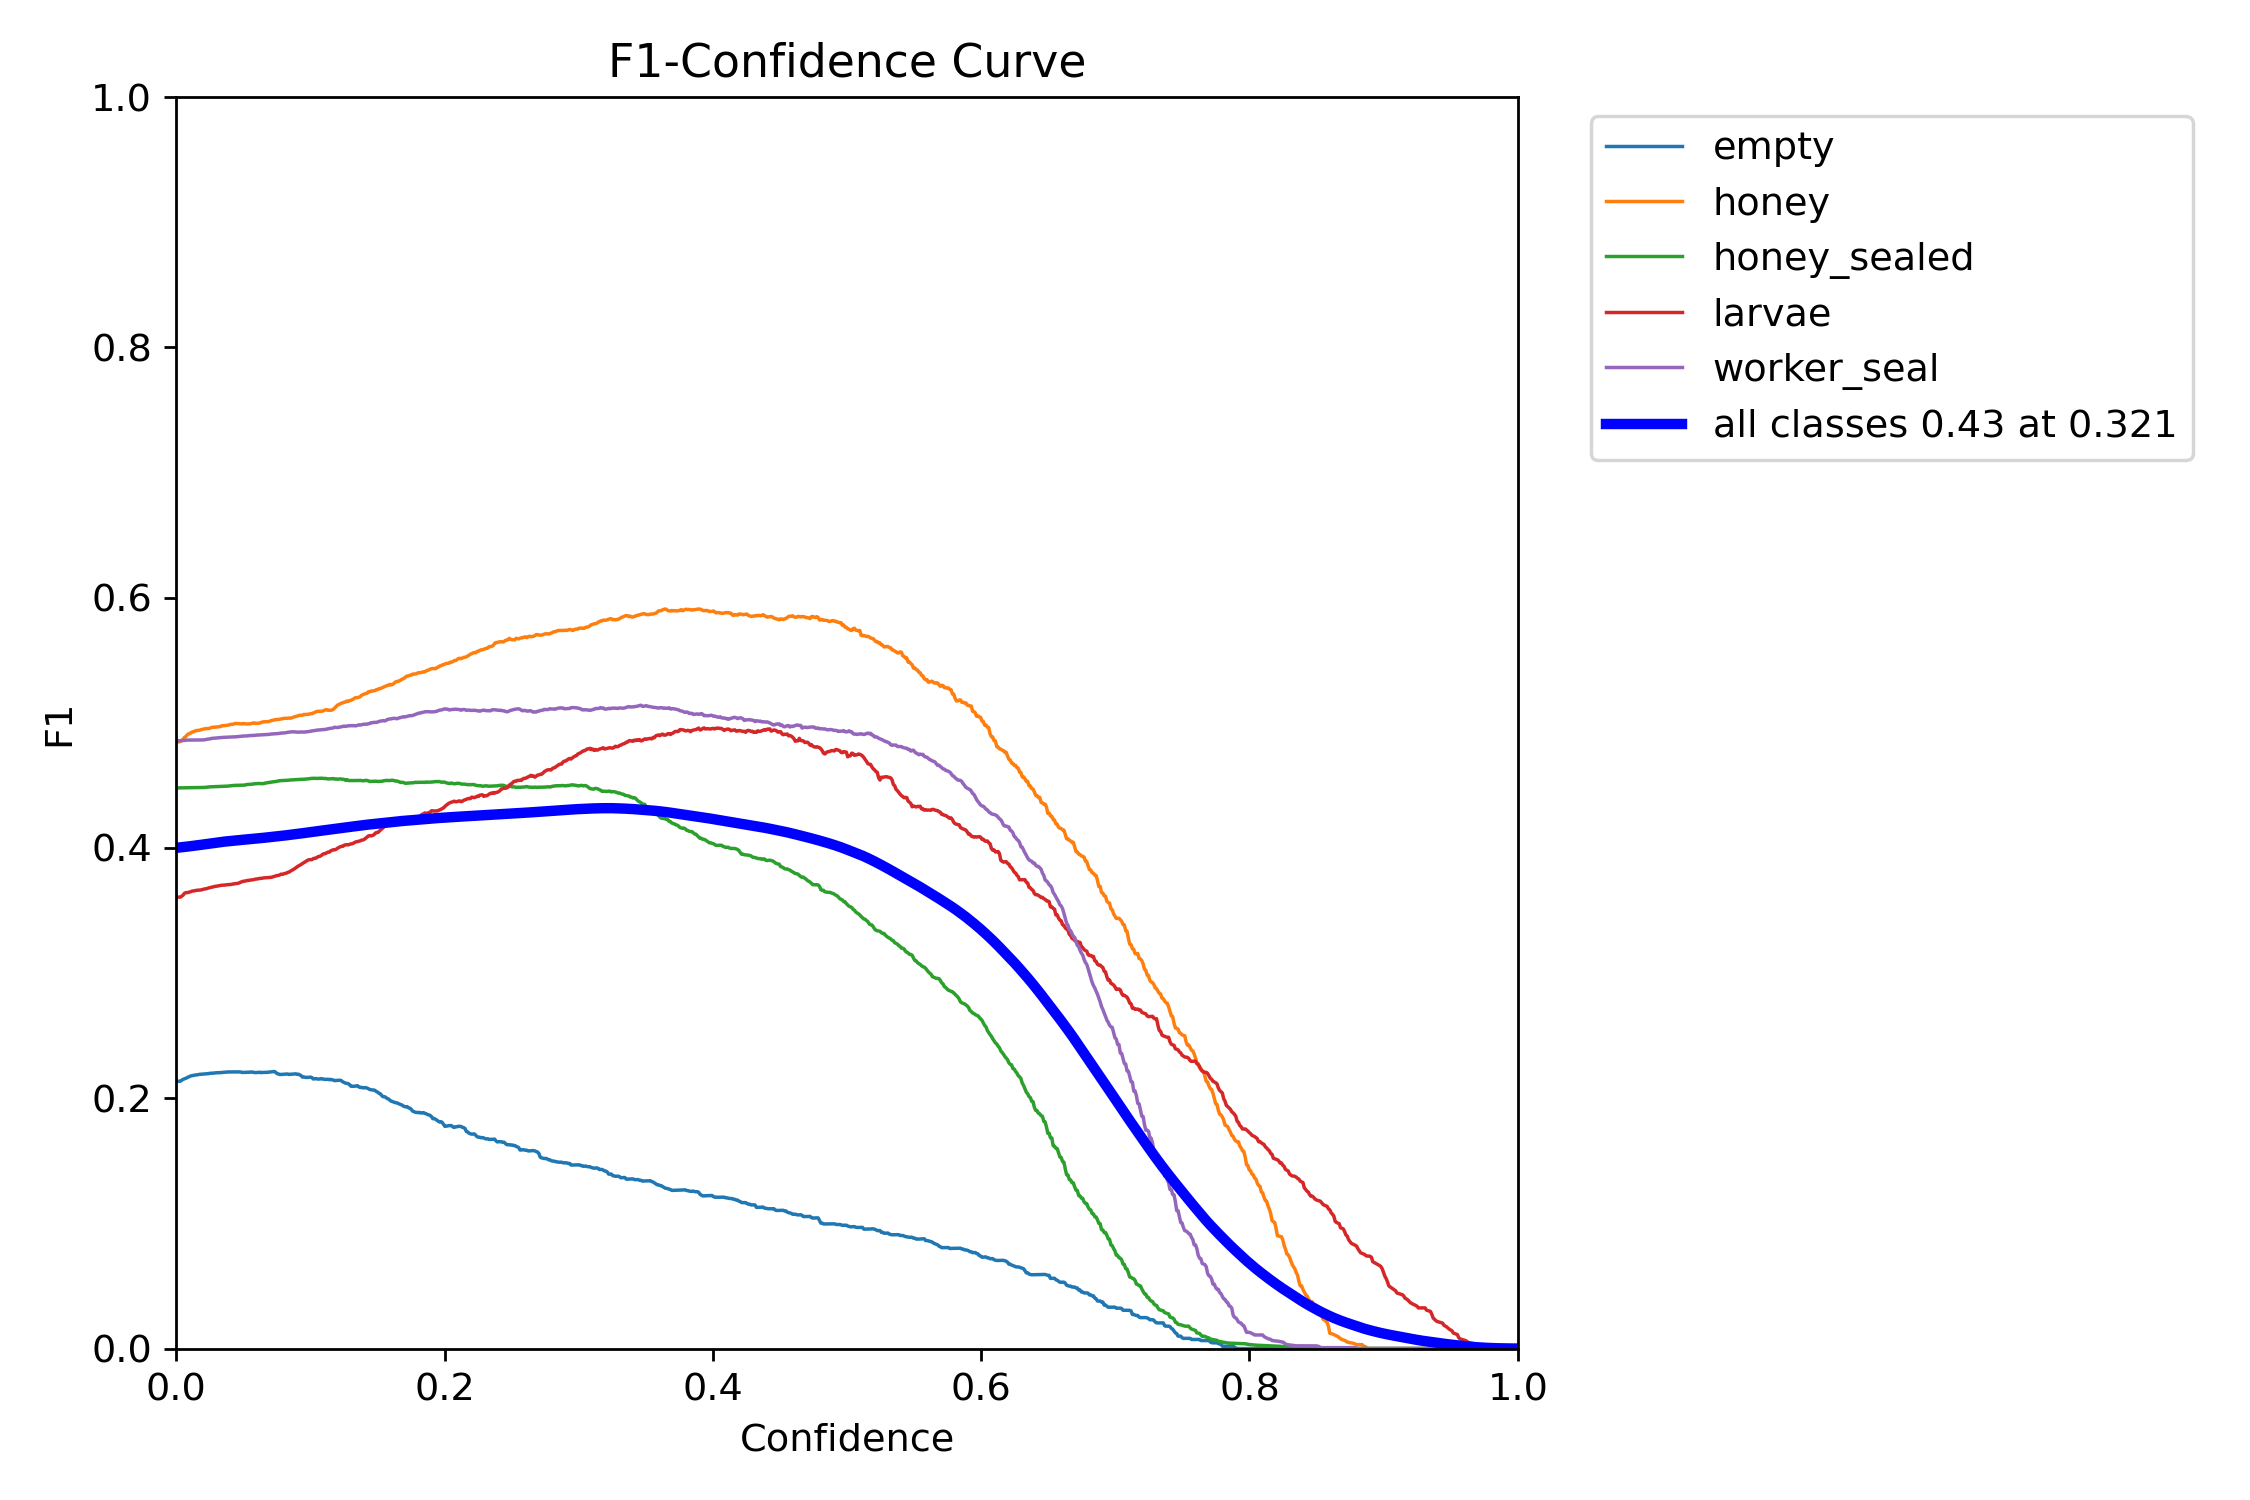 F1-Confidence Curve
1.0
0.8
0.6
0.4
0.2
0.0
F1
0.0 0.2 0.4 0.6 0.8 1.0
Confidence
empty
honey
honey_sealed
larvae
worker_seal
all classes 0.43 at 0.321